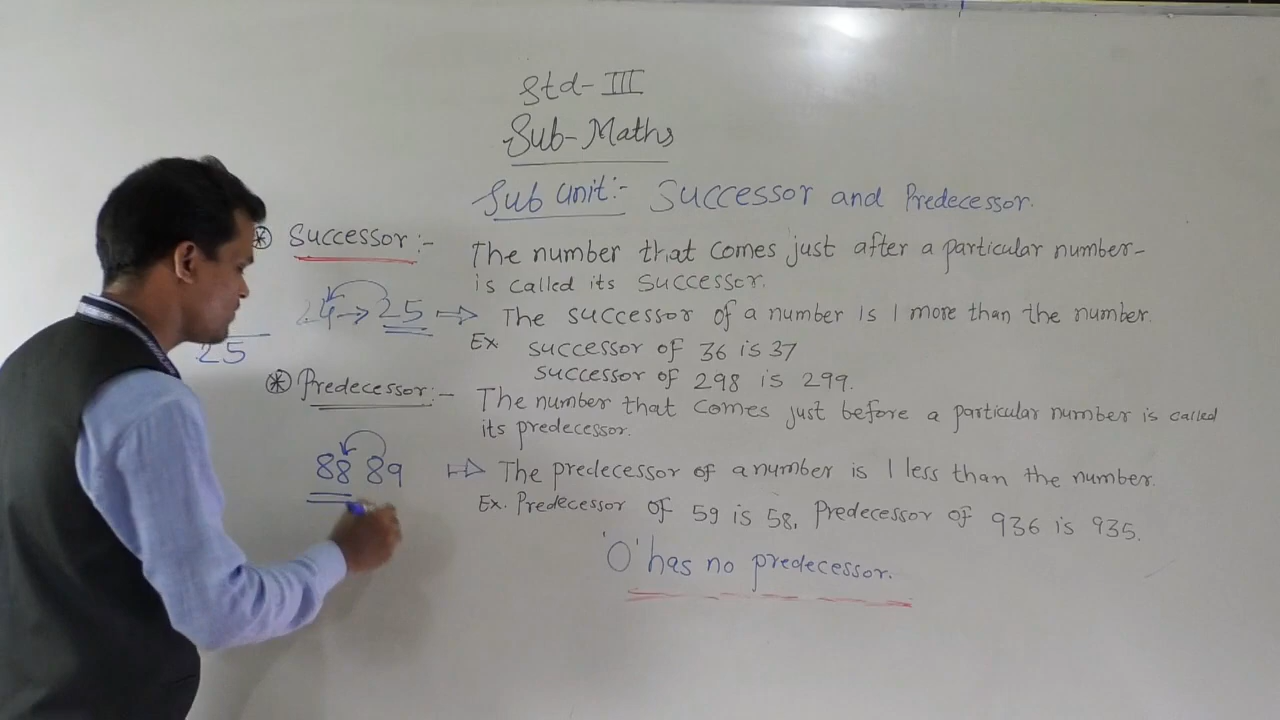 Std- III
Sub- Maths
Sub unit:- Successor and Predecessor.
Successor:- The number that comes just after a particular number-
is called its successor.
24 → 25 ⇒ The successor of a number is 1 more than the number.
25
Ex. successor of 36 is 37
successor of 298 is 299.
Predecessor:- The number that comes just before a particular number is called
its predecessor.
88 89 ⇒ The predecessor of a number is 1 less than the number.
Ex. Predecessor of 59 is 58, Predecessor of 936 is 935.
'0' has no predecessor.